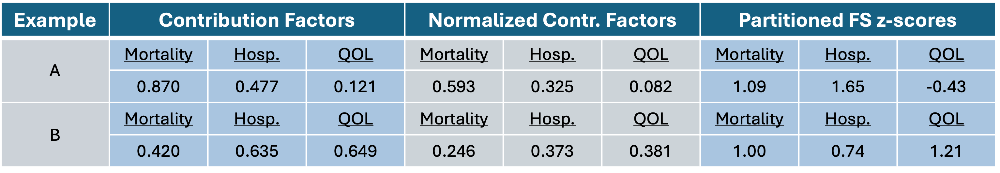 Example Contribution Factors Normalized Contr. Factors Partitioned FS z-scores
A
Mortality Hosp. QOL Mortality Hosp. QOL Mortality Hosp. QOL
0.870 0.477 0.121 0.593 0.325 0.082 1.09 1.65 -0.43
B
Mortality Hosp. QOL Mortality Hosp. QOL Mortality Hosp. QOL
0.420 0.635 0.649 0.246 0.373 0.381 1.00 0.74 1.21